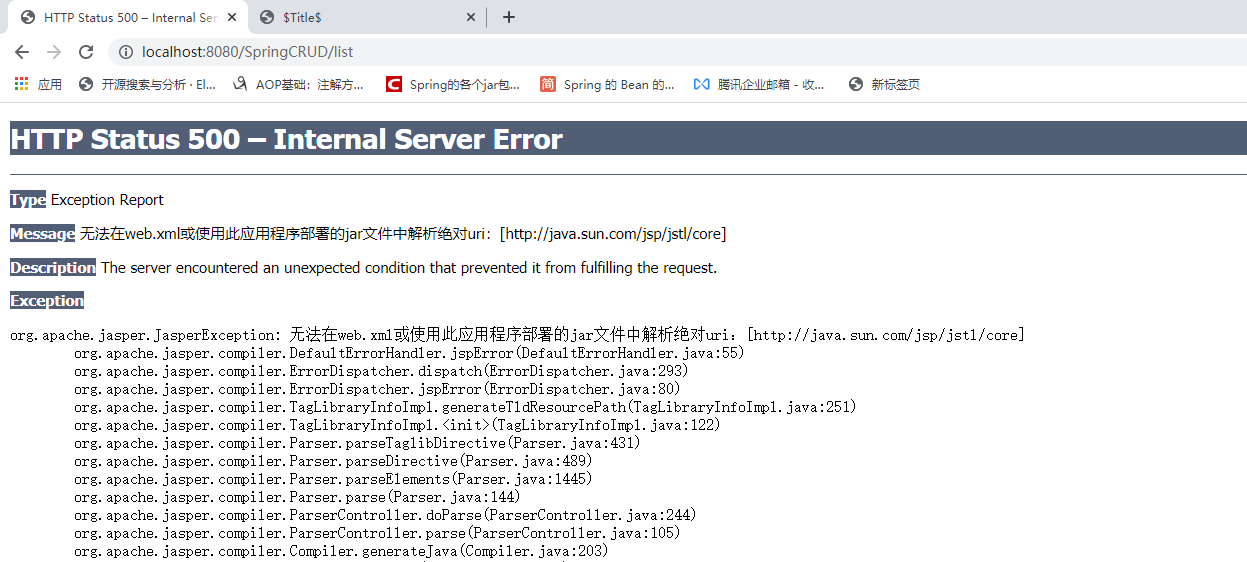 HTTP Status 500 – Internal Ser
$Title$
localhost:8080/SpringCRUD/list
应用
开源搜索与分析 · El...
AOP基础：注解方...
Spring的各个jar包...
简
Spring 的 Bean 的...
腾讯企业邮箱 - 收...
新标签页
HTTP Status 500 – Internal Server Error
Type Exception Report
Message 无法在web.xml或使用此应用程序部署的jar文件中解析绝对uri：[http://java.sun.com/jsp/jstl/core]
Description The server encountered an unexpected condition that prevented it from fulfilling the request.
Exception
org.apache.jasper.JasperException: 无法在web.xml或使用此应用程序部署的jar文件中解析绝对uri：[http://java.sun.com/jsp/jstl/core]
org.apache.jasper.compiler.DefaultErrorHandler.jspError(DefaultErrorHandler.java:55)
org.apache.jasper.compiler.ErrorDispatcher.dispatch(ErrorDispatcher.java:293)
org.apache.jasper.compiler.ErrorDispatcher.jspError(ErrorDispatcher.java:80)
org.apache.jasper.compiler.TagLibraryInfoImpl.generateTldResourcePath(TagLibraryInfoImpl.java:251)
org.apache.jasper.compiler.TagLibraryInfoImpl.<init>(TagLibraryInfoImpl.java:122)
org.apache.jasper.compiler.Parser.parseTaglibDirective(Parser.java:431)
org.apache.jasper.compiler.Parser.parseDirective(Parser.java:489)
org.apache.jasper.compiler.Parser.parseElements(Parser.java:1445)
org.apache.jasper.compiler.Parser.parse(Parser.java:144)
org.apache.jasper.compiler.ParserController.doParse(ParserController.java:244)
org.apache.jasper.compiler.ParserController.parse(ParserController.java:105)
org.apache.jasper.compiler.Compiler.generateJava(Compiler.java:203)